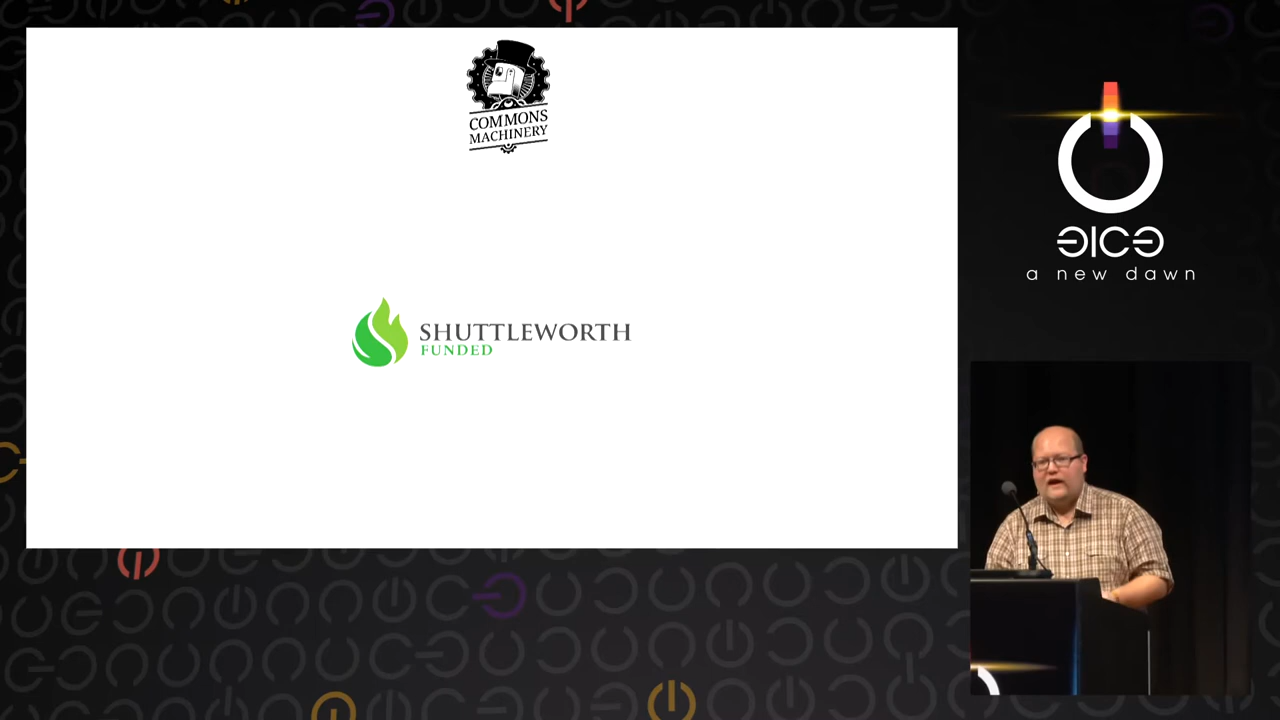 COMMONS
MACHINERY
SHUTTLEWORTH
FUNDED
a new dawn